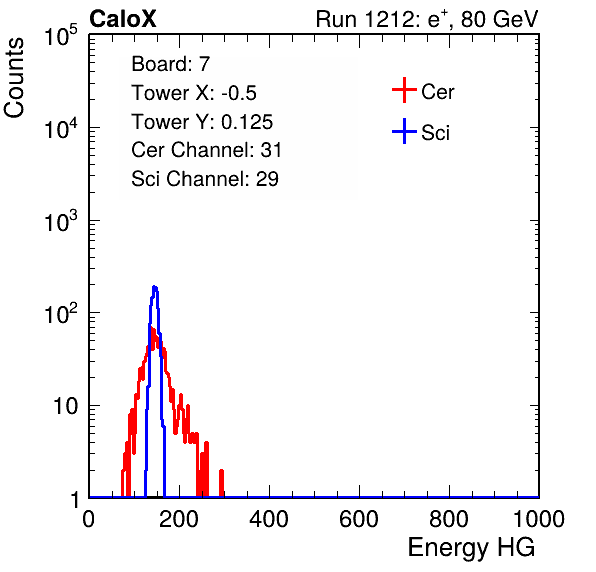 CaloX Run 1212: e⁺, 80 GeV
Counts
10⁵
10⁴
10³
10²
10
1
Board: 7
Tower X: -0.5
Tower Y: 0.125
Cer Channel: 31
Sci Channel: 29
Cer
Sci
0 200 400 600 800 1000
Energy HG